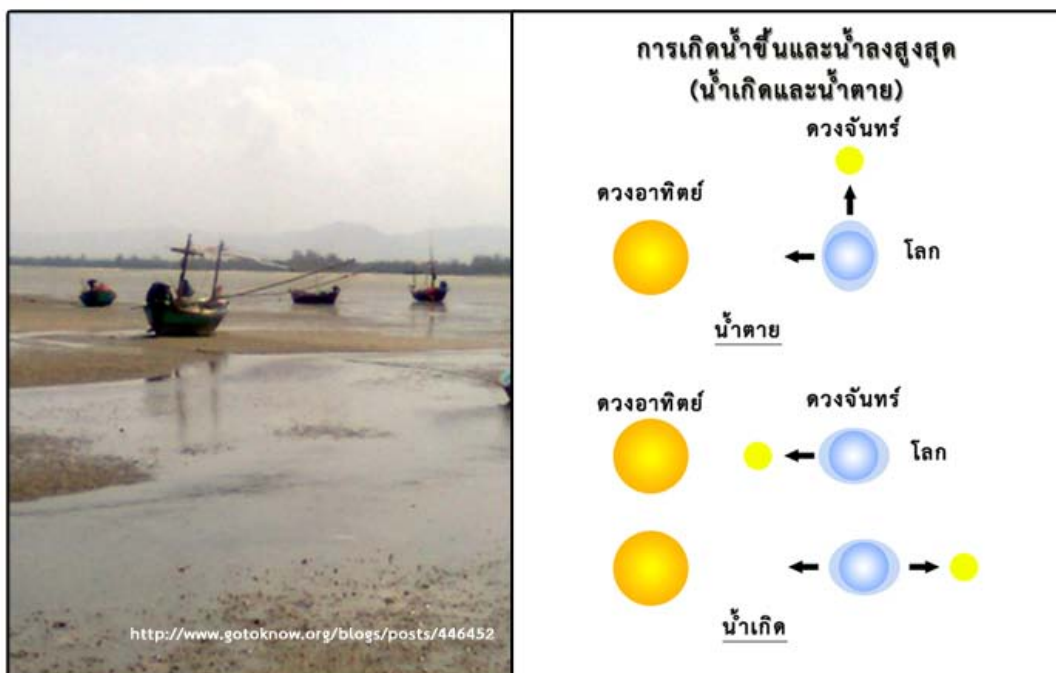 การเกิดน้ำขึ้นและน้ำลงสูงสุด
(น้ำเกิดและน้ำตาย)
ดวงจันทร์
ดวงอาทิตย์
โลก
น้ำตาย
ดวงอาทิตย์ ดวงจันทร์
โลก
น้ำเกิด
http://www.gotoknow.org/blogs/posts/446452